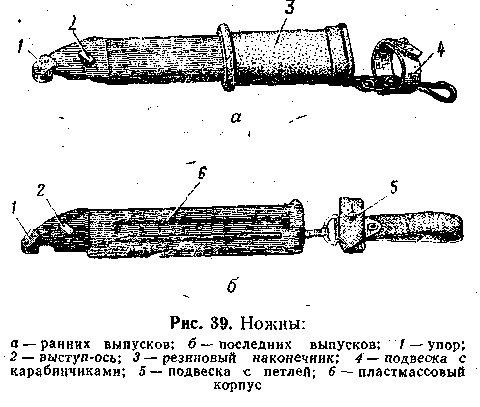 1
2
3
4
а
1
2
6
5
б
Рис. 39. Ножны:
а — ранних выпусков; б — последних выпусков; 1 — упор;
2 — выступ-ось; 3 — резиновый наконечник; 4 — подвеска с
карабинчиками; 5 — подвеска с петлей; 6 — пластмассовый
корпус